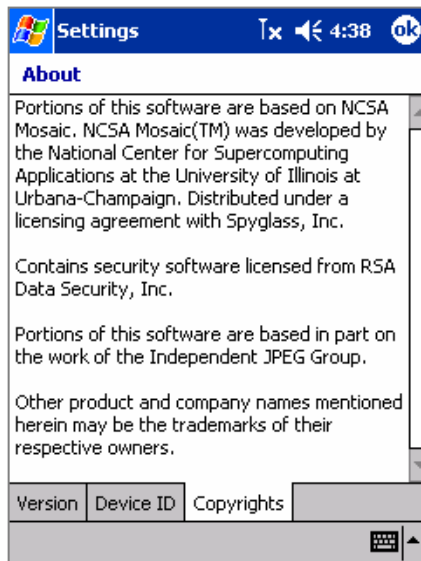 Settings 4:38 ok
About
Portions of this software are based on NCSA
Mosaic. NCSA Mosaic(TM) was developed by
the National Center for Supercomputing
Applications at the University of Illinois at
Urbana-Champaign. Distributed under a
licensing agreement with Spyglass, Inc.
Contains security software licensed from RSA
Data Security, Inc.
Portions of this software are based in part on
the work of the Independent JPEG Group.
Other product and company names mentioned
herein may be the trademarks of their
respective owners.
Version Device ID Copyrights